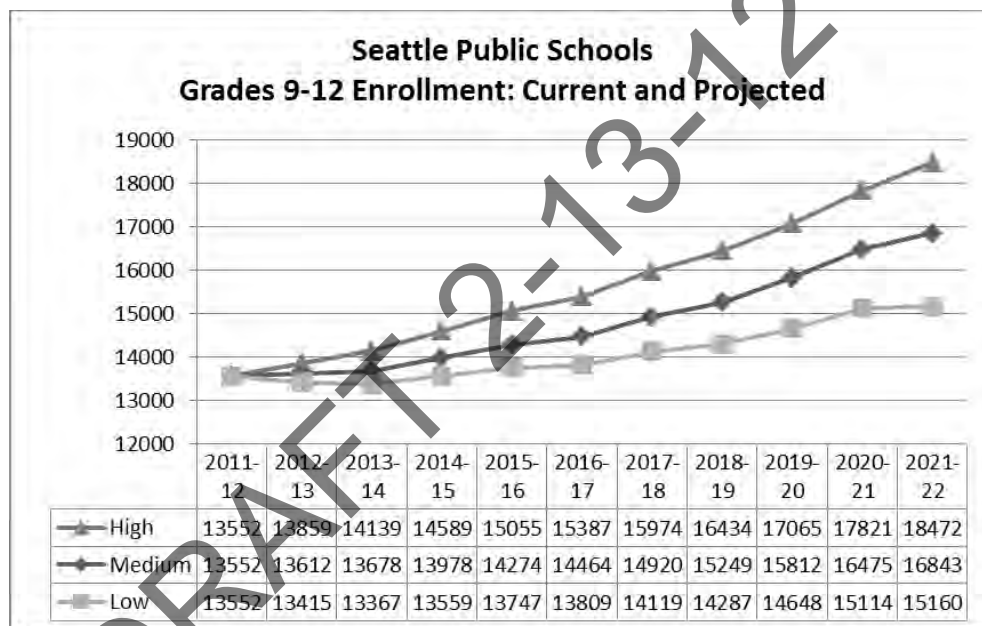 Seattle Public Schools
Grades 9-12 Enrollment: Current and Projected
19000
18000
17000
16000
15000
14000
13000
12000
2011-12 2012-13 2013-14 2014-15 2015-16 2016-17 2017-18 2018-19 2019-20 2020-21 2021-22
High 13552 13859 14139 14589 15055 15387 15974 16434 17065 17821 18472
Medium 13552 13612 13678 13978 14274 14464 14920 15249 15812 16475 16843
Low 13552 13415 13367 13559 13747 13809 14119 14287 14648 15114 15160
DRAFT 2-13-12